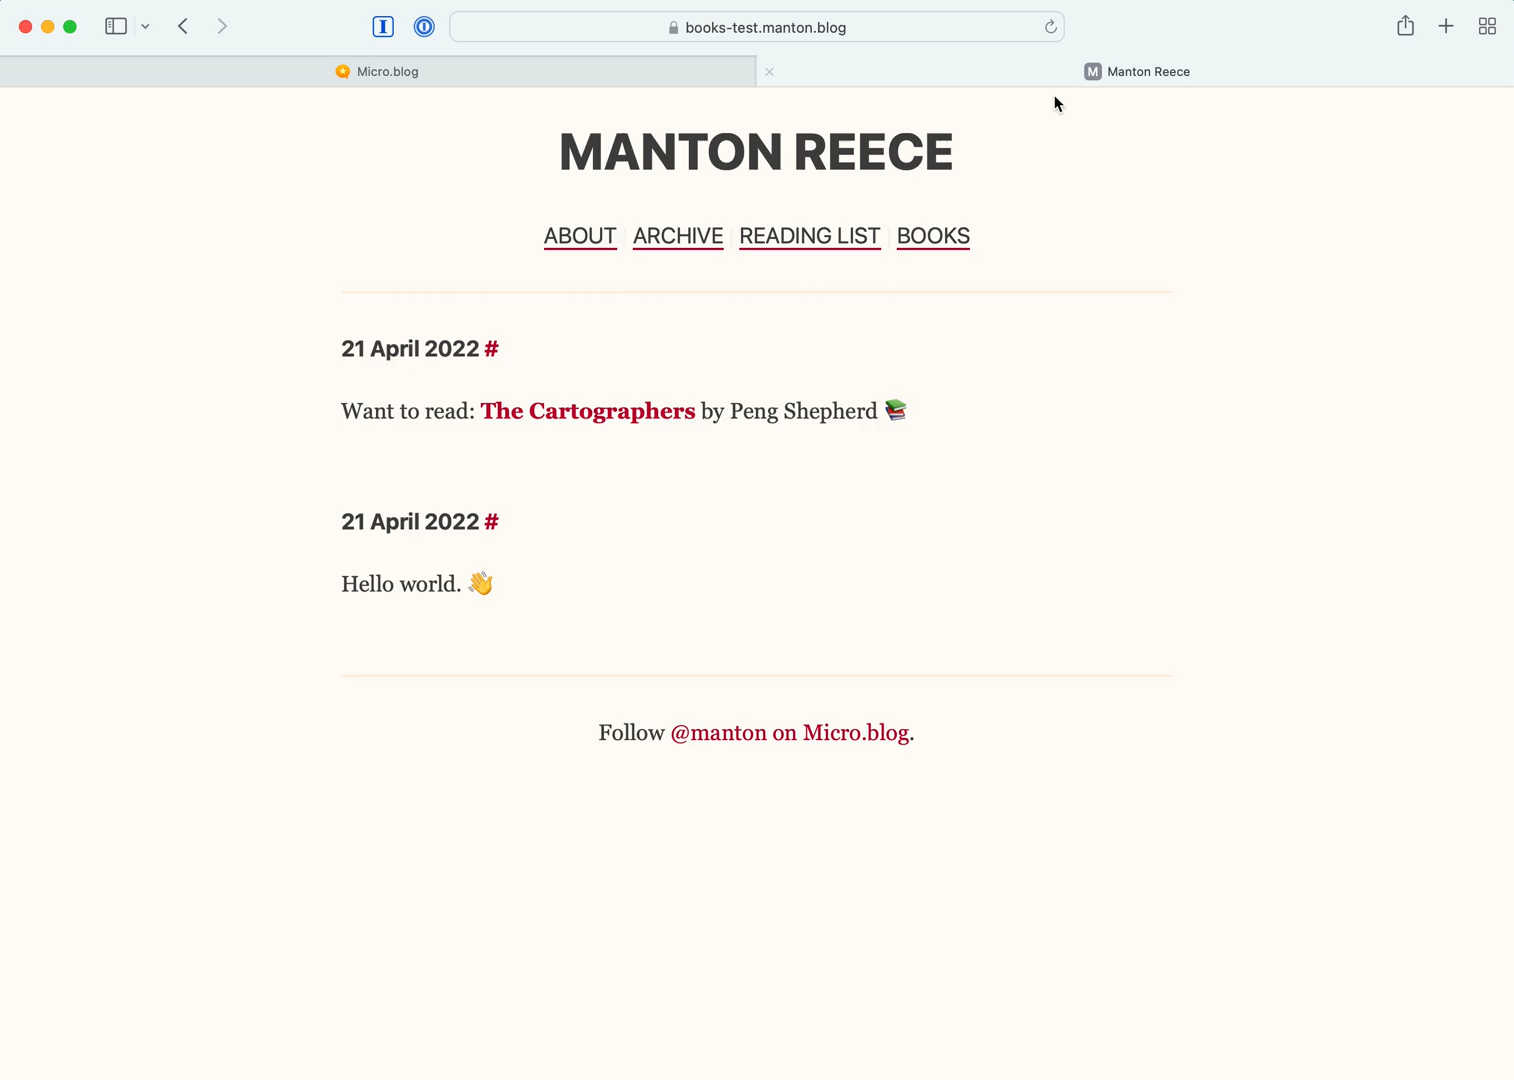 books-test.manton.blog
Micro.blog
M Manton Reece
MANTON REECE
ABOUT ARCHIVE READING LIST BOOKS
21 April 2022 #
Want to read: The Cartographers by Peng Shepherd 📚
21 April 2022 #
Hello world. 👋
Follow @manton on Micro.blog.